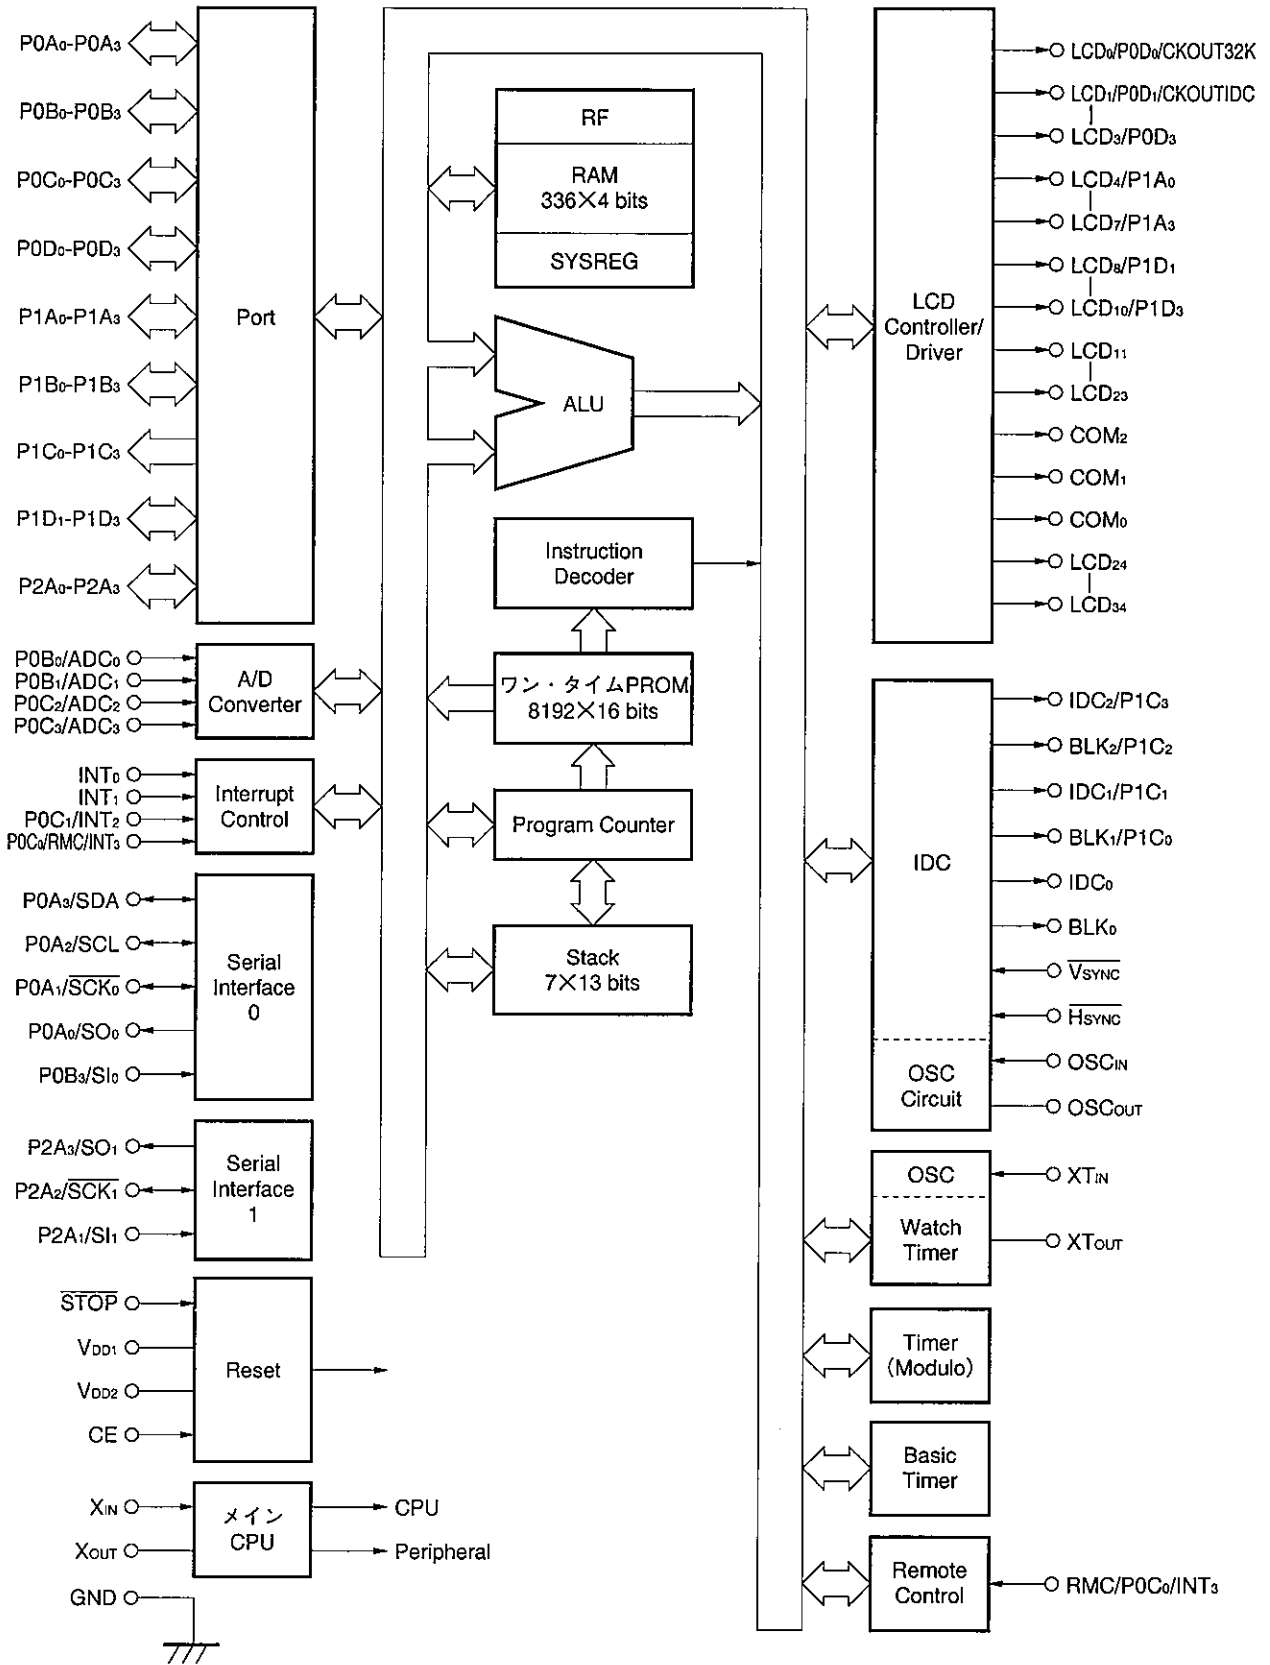 P0A₀-P0A₃
P0B₀-P0B₃
P0C₀-P0C₃
P0D₀-P0D₃
P1A₀-P1A₃
P1B₀-P1B₃
P1C₀-P1C₃
P1D₁-P1D₃
P2A₀-P2A₃
Port
P0B₀/ADC₀
P0B₁/ADC₁
P0C₂/ADC₂
P0C₃/ADC₃
A/D
Converter
INT₀
INT₁
P0C₁/INT₂
P0C₀/RMC/INT₃
Interrupt
Control
P0A₃/SDA
P0A₂/SCL
P0A₁/S̅C̅K̅₀̅
P0A₀/SO₀
P0B₃/SI₀
Serial
Interface
0
P2A₃/SO₁
P2A₂/S̅C̅K̅₁̅
P2A₁/SI₁
Serial
Interface
1
S̅T̅O̅P̅
VDD1
VDD2
CE
Reset
XIN
XOUT
メイン
CPU
CPU
Peripheral
GND
RF
RAM
336×4 bits
SYSREG
ALU
Instruction
Decoder
ワン・タイムPROM
8192×16 bits
Program Counter
Stack
7×13 bits
LCD
Controller/
Driver
LCD₀/P0D₀/CKOUT32K
LCD₁/P0D₁/CKOUTIDC
LCD₃/P0D₃
LCD₄/P1A₀
LCD₇/P1A₃
LCD₈/P1D₁
LCD₁₀/P1D₃
LCD₁₁
LCD₂₃
COM₂
COM₁
COM₀
LCD₂₄
LCD₃₄
IDC
OSC
Circuit
IDC₂/P1C₃
BLK₂/P1C₂
IDC₁/P1C₁
BLK₁/P1C₀
IDC₀
BLK₀
V̅S̅Y̅N̅C̅
H̅S̅Y̅N̅C̅
OSCIN
OSCOUT
OSC
Watch
Timer
XTIN
XTOUT
Timer
(Modulo)
Basic
Timer
Remote
Control
RMC/P0C₀/INT₃